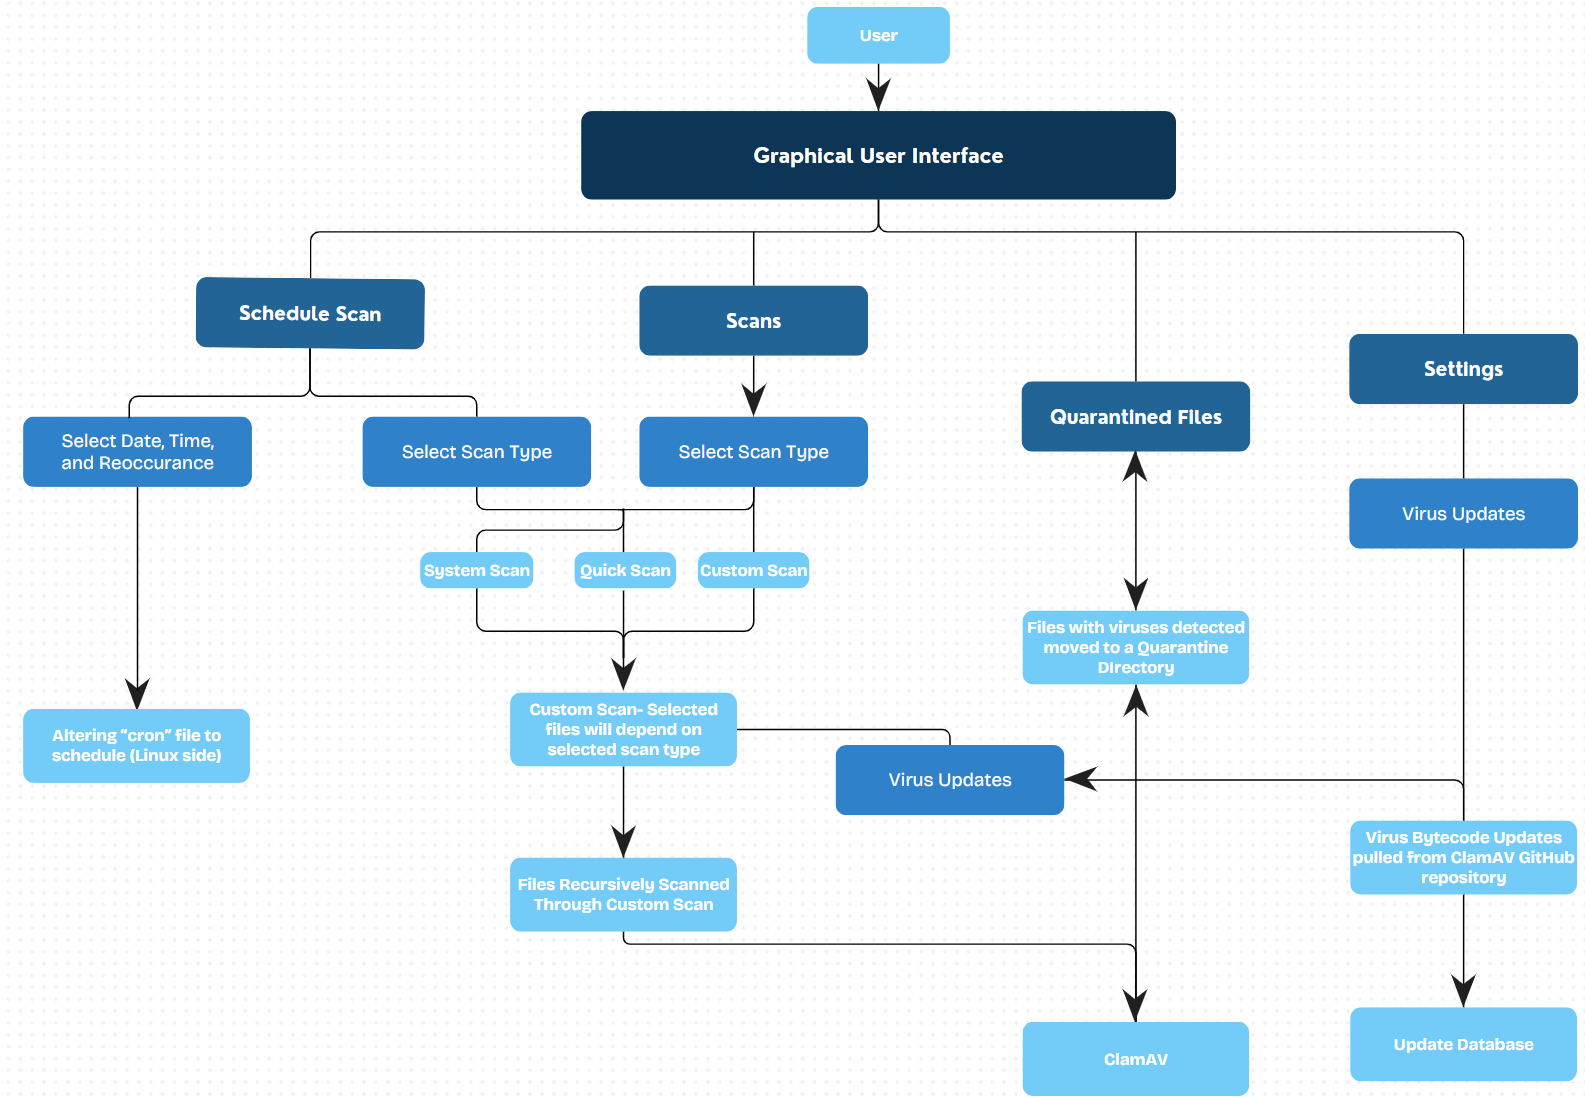 User
Graphical User Interface
Schedule Scan
Scans
Settings
Quarantined Files
Select Date, Time,
and Reoccurance
Select Scan Type
Select Scan Type
Virus Updates
System Scan
Quick Scan
Custom Scan
Files with viruses detected
moved to a Quarantine
DIrectory
Custom Scan- Selected
files will depend on
selected scan type
Altering “cron” file to
schedule (Linux side)
Virus Updates
Virus Bytecode Updates
pulled from ClamAV GitHub
repository
Files Recursively Scanned
Through Custom Scan
ClamAV
Update Database